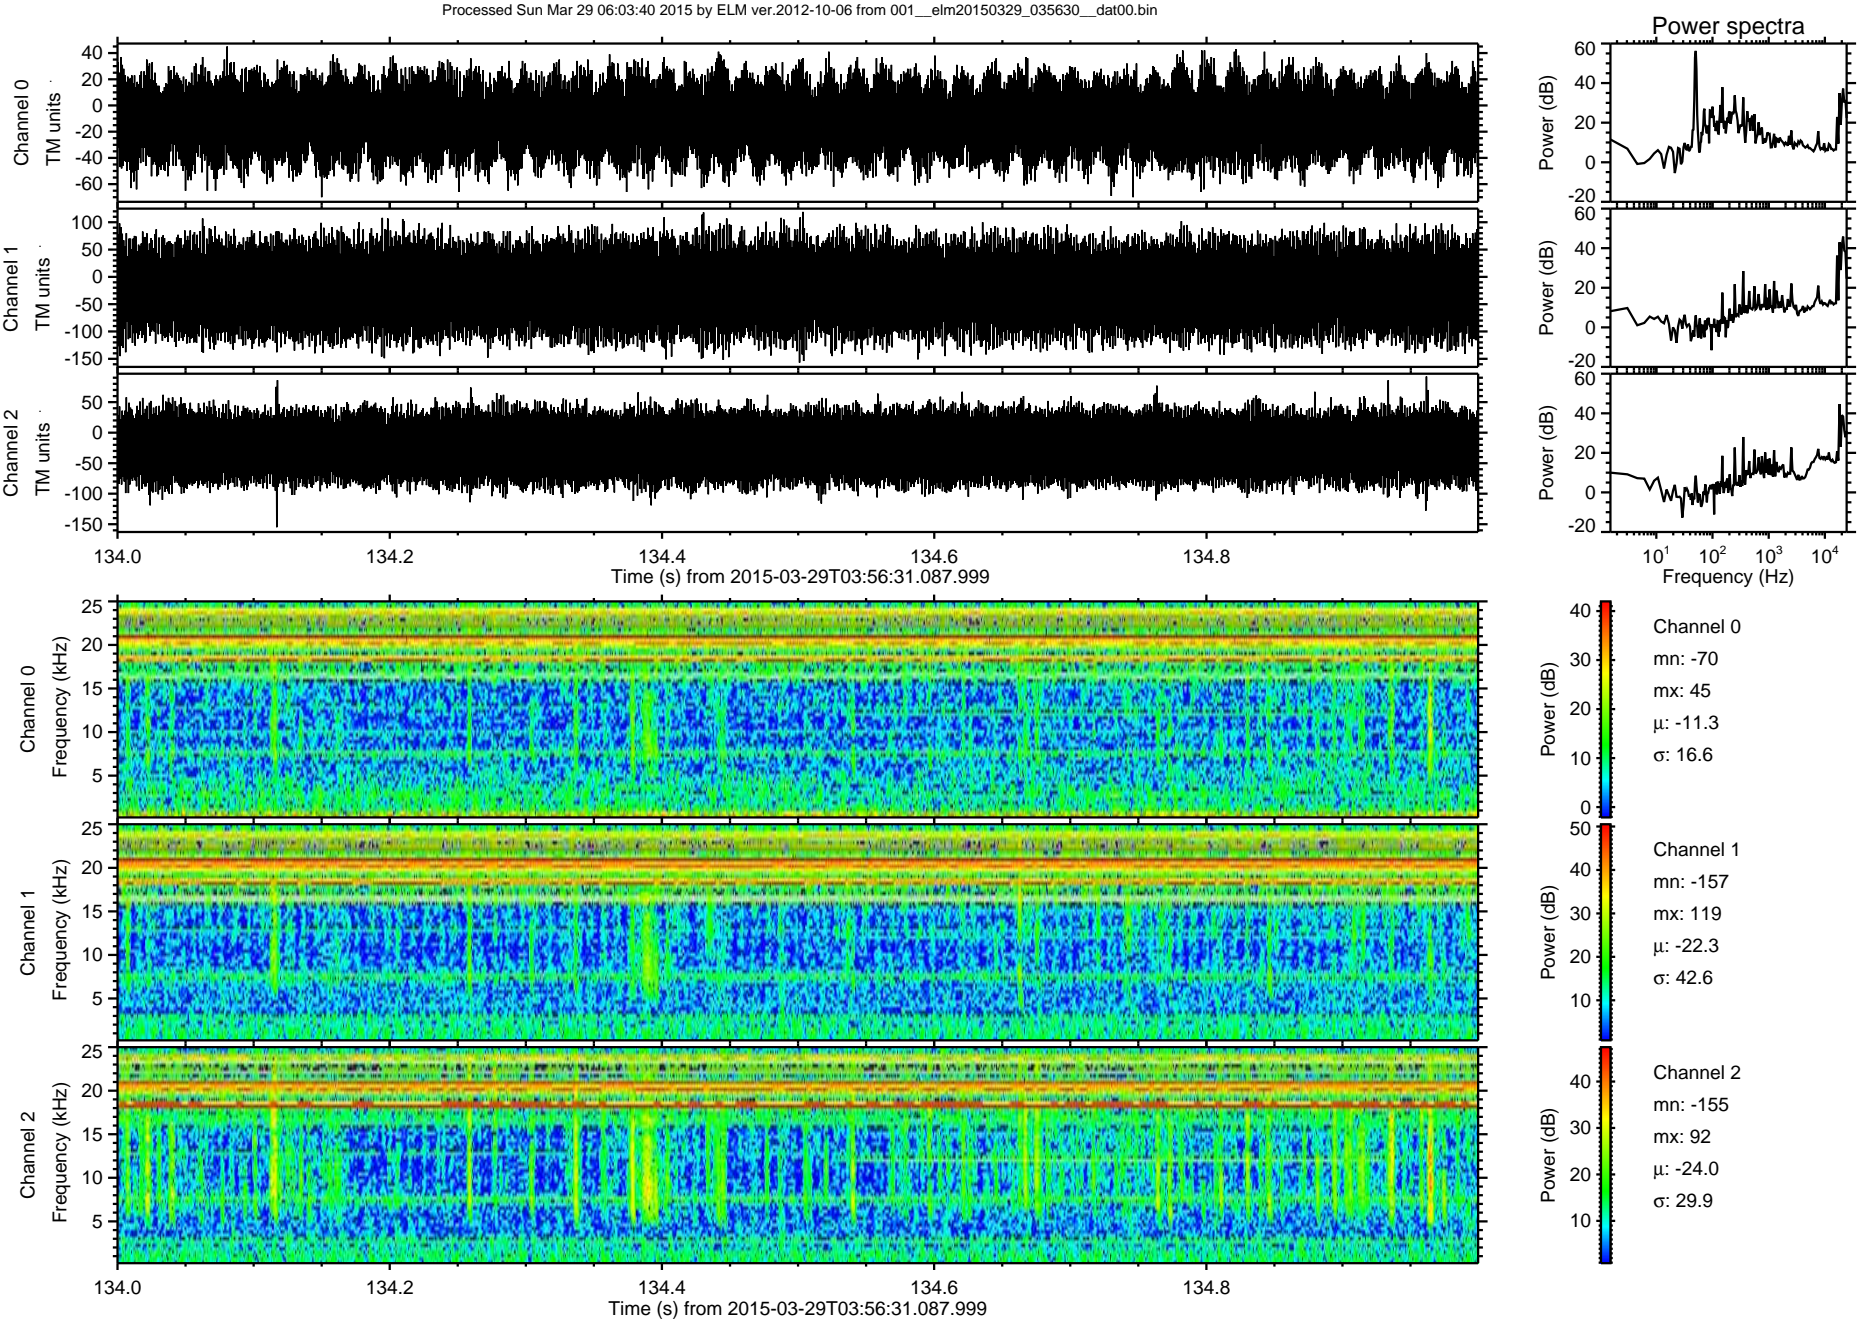 Processed Sun Mar 29 06:03:40 2015 by ELM ver.2012-10-06 from 001__elm20150329_035630__dat00.bin
Power spectra
Channel 0
TM units
40
20
0
-20
-40
-60
Power (dB)
60
40
20
0
-20
Channel 1
TM units
100
50
0
-50
-100
-150
Power (dB)
60
40
20
0
-20
Channel 2
TM units
50
0
-50
-100
-150
Power (dB)
60
40
20
0
-20
134.0 134.2 134.4 134.6 134.8
Time (s) from 2015-03-29T03:56:31.087.999
10¹ 10² 10³ 10⁴
Frequency (Hz)
Channel 0
Frequency (kHz)
25
20
15
10
5
Power (dB)
40
30
20
10
0
Channel 0
mn: -70
mx: 45
μ: -11.3
σ: 16.6
Channel 1
Frequency (kHz)
25
20
15
10
5
Power (dB)
50
40
30
20
10
Channel 1
mn: -157
mx: 119
μ: -22.3
σ: 42.6
Channel 2
Frequency (kHz)
25
20
15
10
5
Power (dB)
40
30
20
10
Channel 2
mn: -155
mx: 92
μ: -24.0
σ: 29.9
134.0 134.2 134.4 134.6 134.8
Time (s) from 2015-03-29T03:56:31.087.999